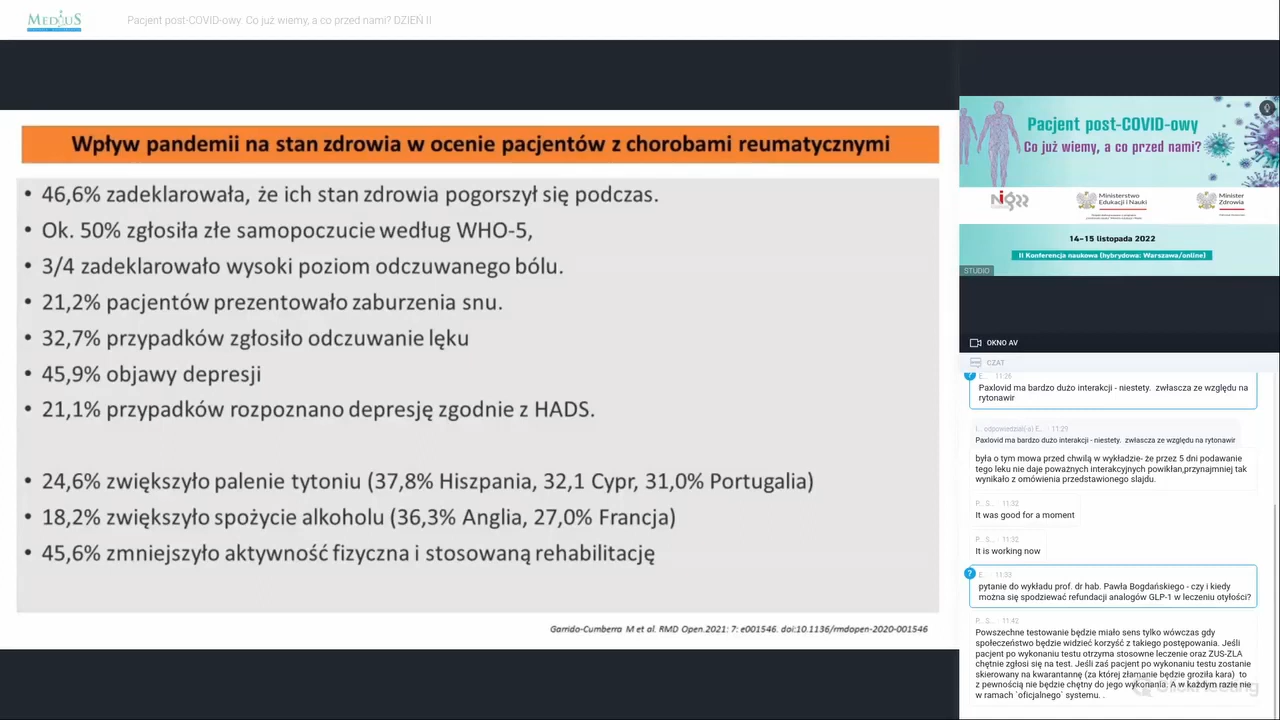 MEDiUS
Pacjent post-COVID-owy. Co już wiemy, a co przed nami? DZIEŃ II
Wpływ pandemii na stan zdrowia w ocenie pacjentów z chorobami reumatycznymi
• 46,6% zadeklarowała, że ich stan zdrowia pogorszył się podczas.
• Ok. 50% zgłosiła złe samopoczucie według WHO-5,
• 3/4 zadeklarowało wysoki poziom odczuwanego bólu.
• 21,2% pacjentów prezentowało zaburzenia snu.
• 32,7% przypadków zgłosiło odczuwanie lęku
• 45,9% objawy depresji
• 21,1% przypadków rozpoznano depresję zgodnie z HADS.
• 24,6% zwiększyło palenie tytoniu (37,8% Hiszpania, 32,1 Cypr, 31,0% Portugalia)
• 18,2% zwiększyło spożycie alkoholu (36,3% Anglia, 27,0% Francja)
• 45,6% zmniejszyło aktywność fizyczna i stosowaną rehabilitację
Garrido-Cumberra M et al. RMD Open.2021: 7: e001546. doi:10.1136/rmdopen-2020-001546
Pacjent post-COVID-owy
Co już wiemy, a co przed nami?
Ministerstwo
Edukacji i Nauki
Minister
Zdrowia
14–15 listopada 2022
II Konferencja naukowa (hybrydowa: Warszawa/online)
STUDIO
OKNO AV
CZAT
? E.. 11:26
Paxlovid ma bardzo dużo interakcji - niestety. zwłascza ze względu na
rytonawir
I... odpowiedział(-a) E... 11:29
Paxlovid ma bardzo dużo interakcji - niestety. zwłascza ze względu na rytonawir
była o tym mowa przed chwilą w wykładzie- że przez 5 dni podawanie
tego leku nie daje poważnych interakcyjnych powikłan,przynajmniej tak
wynikało z omówienia przedstawionego slajdu.
P... S... 11:32
It was good for a moment
P... S... 11:32
It is working now
? E.. 11:33
pytanie do wykładu prof. dr hab. Pawła Bogdańskiego - czy i kiedy
można się spodziewać refundacji analogów GLP-1 w leczeniu otyłości?
P... S... 11:42
Powszechne testowanie będzie miało sens tylko wówczas gdy
społeczeństwo będzie widzieć korzyść z takiego postępowania. Jeśli
pacjent po wykonaniu testu otrzyma stosowne leczenie oraz ZUS-ZLA
chętnie zgłosi się na test. Jeśli zaś pacjent po wykonaniu testu zostanie
skierowany na kwarantannę (za której złamanie będzie groziła kara) to
z pewnością nie będzie chętny do jego wykonania. A w każdym razie nie
w ramach `oficjalnego` systemu. .
ClickMeeting